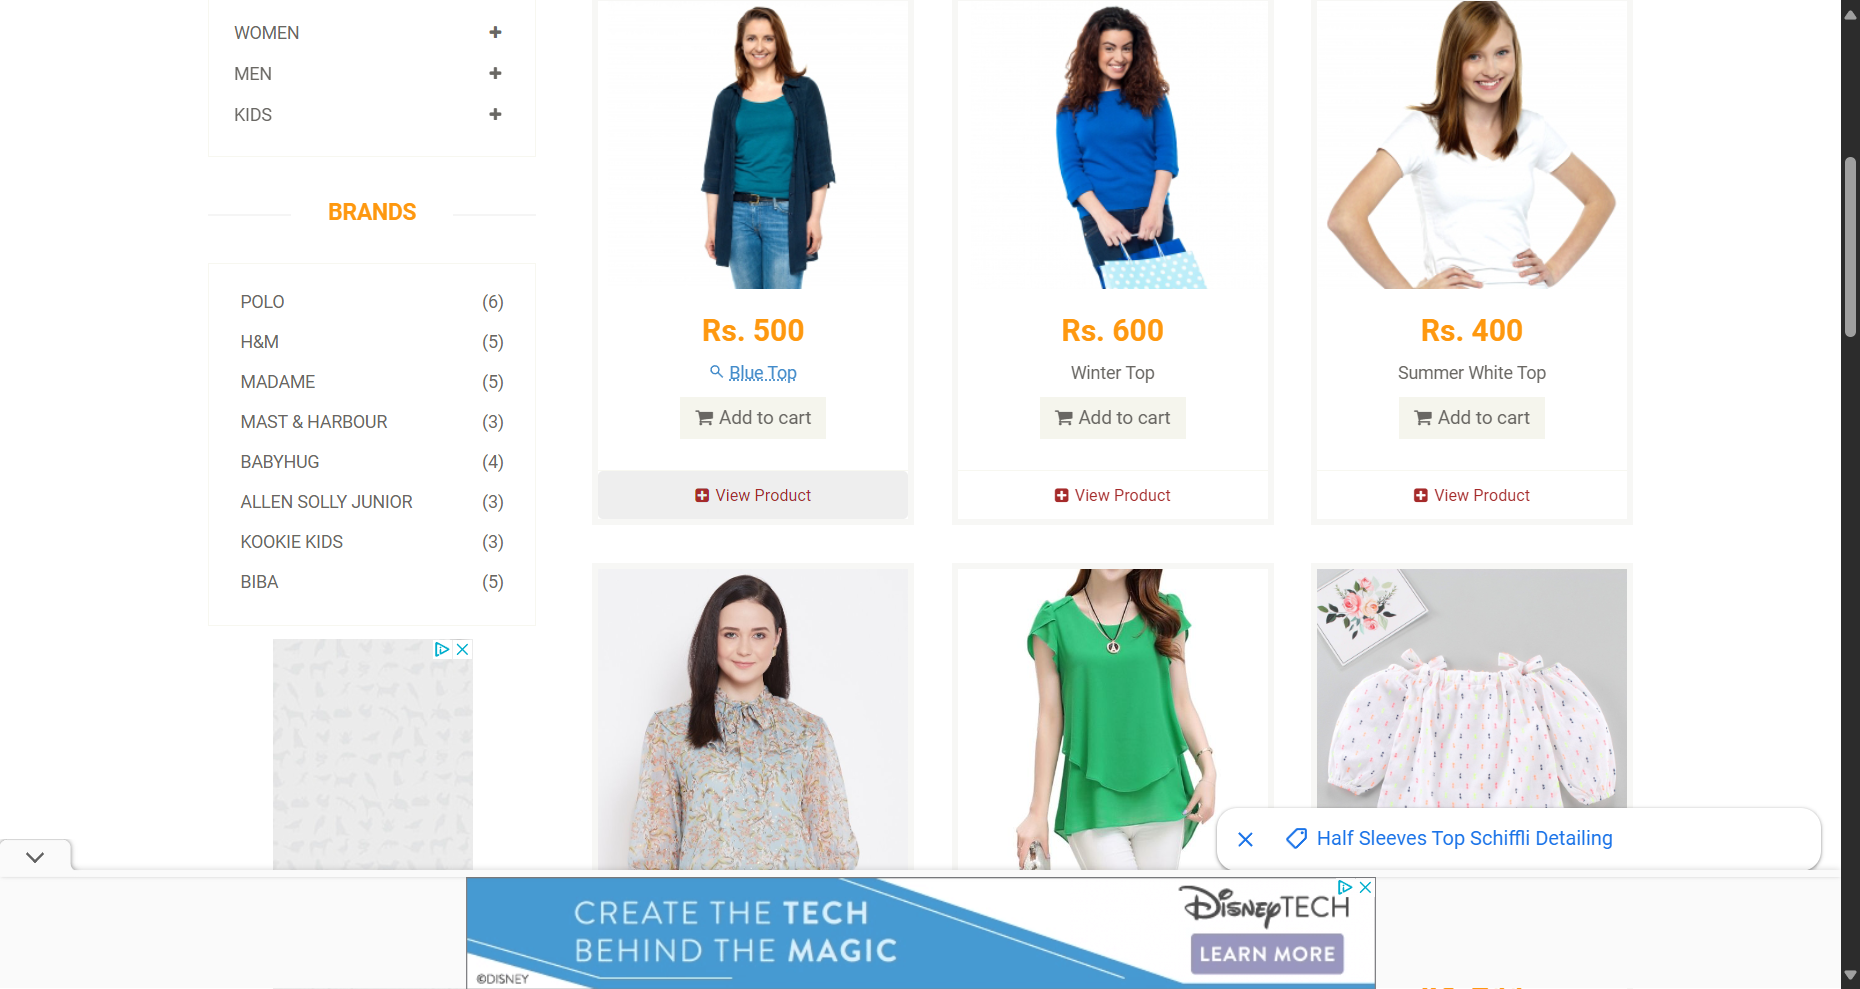 WOMEN
MEN
KIDS
BRANDS
POLO (6)
H&M (5)
MADAME (5)
MAST & HARBOUR (3)
BABYHUG (4)
ALLEN SOLLY JUNIOR (3)
KOOKIE KIDS (3)
BIBA (5)
Rs. 500
Blue Top
Add to cart
View Product
Rs. 600
Winter Top
Add to cart
View Product
Rs. 400
Summer White Top
Add to cart
View Product
Half Sleeves Top Schiffli Detailing
CREATE THE TECH
BEHIND THE MAGIC
©DISNEY
DISNEYTECH
LEARN MORE